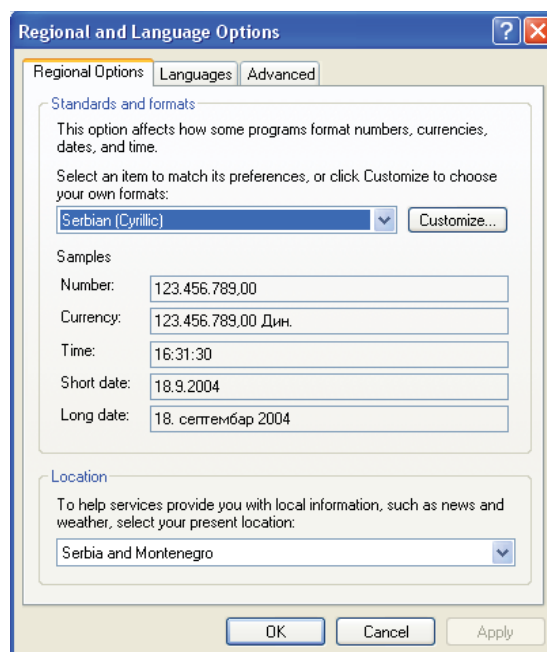 Regional and Language Options
Regional Options Languages Advanced
Standards and formats
This option affects how some programs format numbers, currencies,
dates, and time.
Select an item to match its preferences, or click Customize to choose
your own formats:
Serbian (Cyrillic) Customize...
Samples
Number: 123.456.789,00
Currency: 123.456.789,00 Дин.
Time: 16:31:30
Short date: 18.9.2004
Long date: 18. септембар 2004
Location
To help services provide you with local information, such as news and
weather, select your present location:
Serbia and Montenegro
OK Cancel Apply